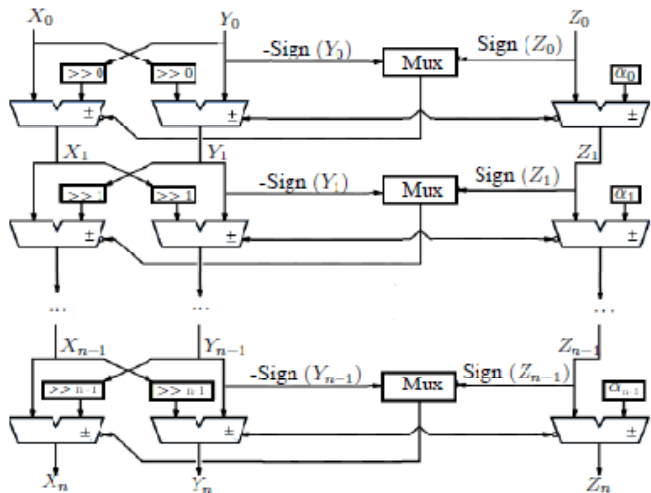 X₀ Y₀ Z₀
-Sign (Y₀) Mux Sign (Z₀)
>> 0 >> 0 α₀
± ± ±
X₁ Y₁ Z₁
-Sign (Y₁) Mux Sign (Z₁)
>> 1 >> 1 α₁
± ± ±
... ... ...
Xₙ₋₁ Yₙ₋₁ Zₙ₋₁
-Sign (Yₙ₋₁) Mux Sign (Zₙ₋₁)
>> n-1 >> n-1 αₙ₋₁
± ± ±
Xₙ Yₙ Zₙ